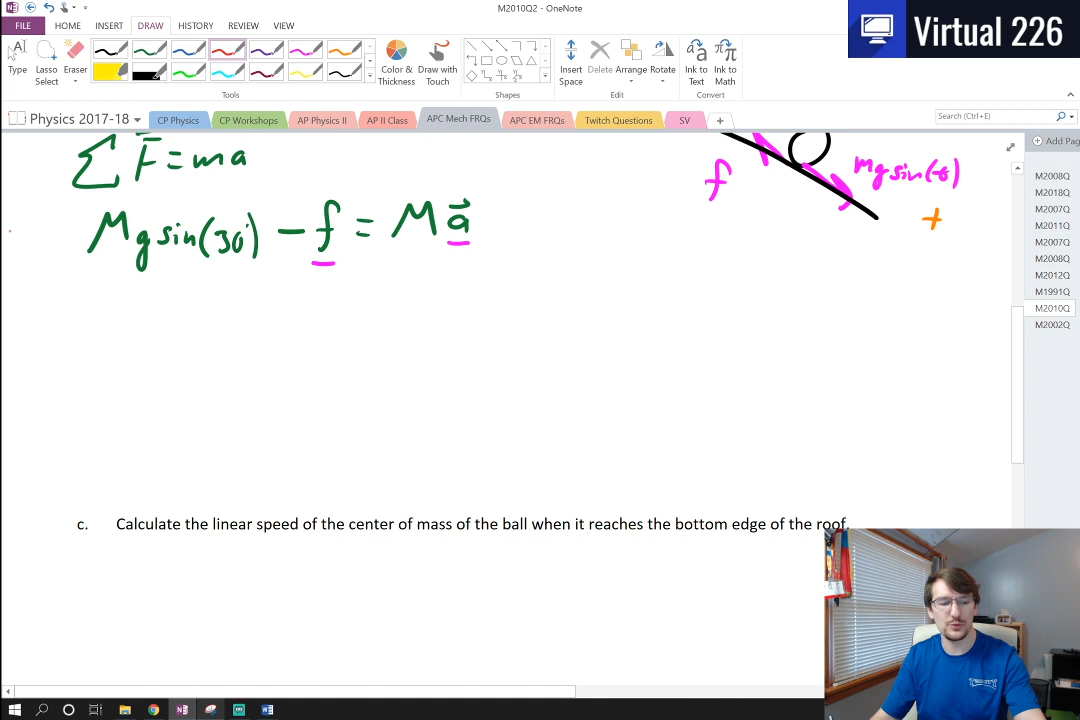 M2010Q2 - OneNote
FILE HOME INSERT DRAW HISTORY REVIEW VIEW
Virtual 226
Type
Lasso Select
Eraser
Color & Thickness
Draw with Touch
Insert Space
Delete
Arrange
Rotate
Ink to Text
Ink to Math
Tools
Shapes
Edit
Convert
Physics 2017-18
CP Physics
CP Workshops
AP Physics II
AP II Class
APC Mech FRQs
APC EM FRQs
Twitch Questions
SV
Search (Ctrl+E)
Add Pag
∑F̄ = ma
f
mg sin(θ)
+
Mg sin(30°) - f = Ma⃗
M2008Q
M2018Q
M2007Q
M2011Q
M2007Q
M2008Q
M2012Q
M1991Q
M2010Q
M2002Q
c. Calculate the linear speed of the center of mass of the ball when it reaches the bottom edge of the roof.